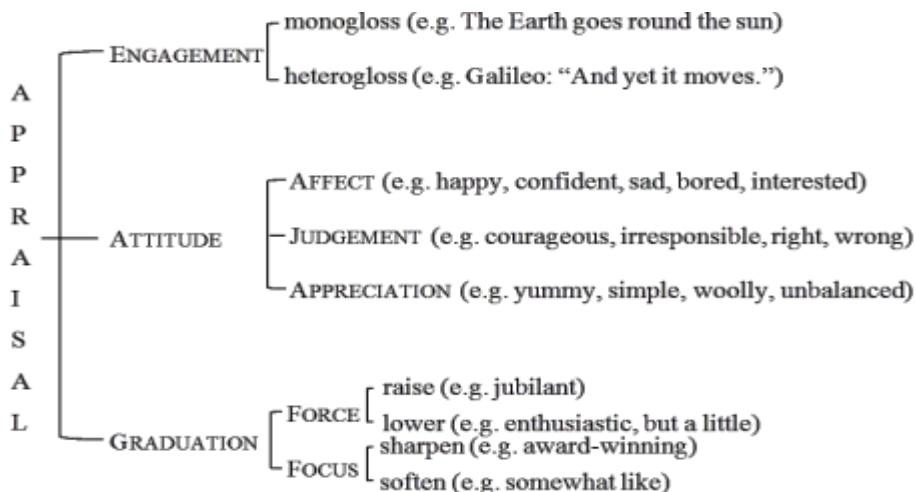 APPRAISAL
ENGAGEMENT
monogloss (e.g. The Earth goes round the sun)
heterogloss (e.g. Galileo: “And yet it moves.”)
ATTITUDE
AFFECT (e.g. happy, confident, sad, bored, interested)
JUDGEMENT (e.g. courageous, irresponsible, right, wrong)
APPRECIATION (e.g. yummy, simple, woolly, unbalanced)
GRADUATION
FORCE
raise (e.g. jubilant)
lower (e.g. enthusiastic, but a little)
FOCUS
sharpen (e.g. award-winning)
soften (e.g. somewhat like)